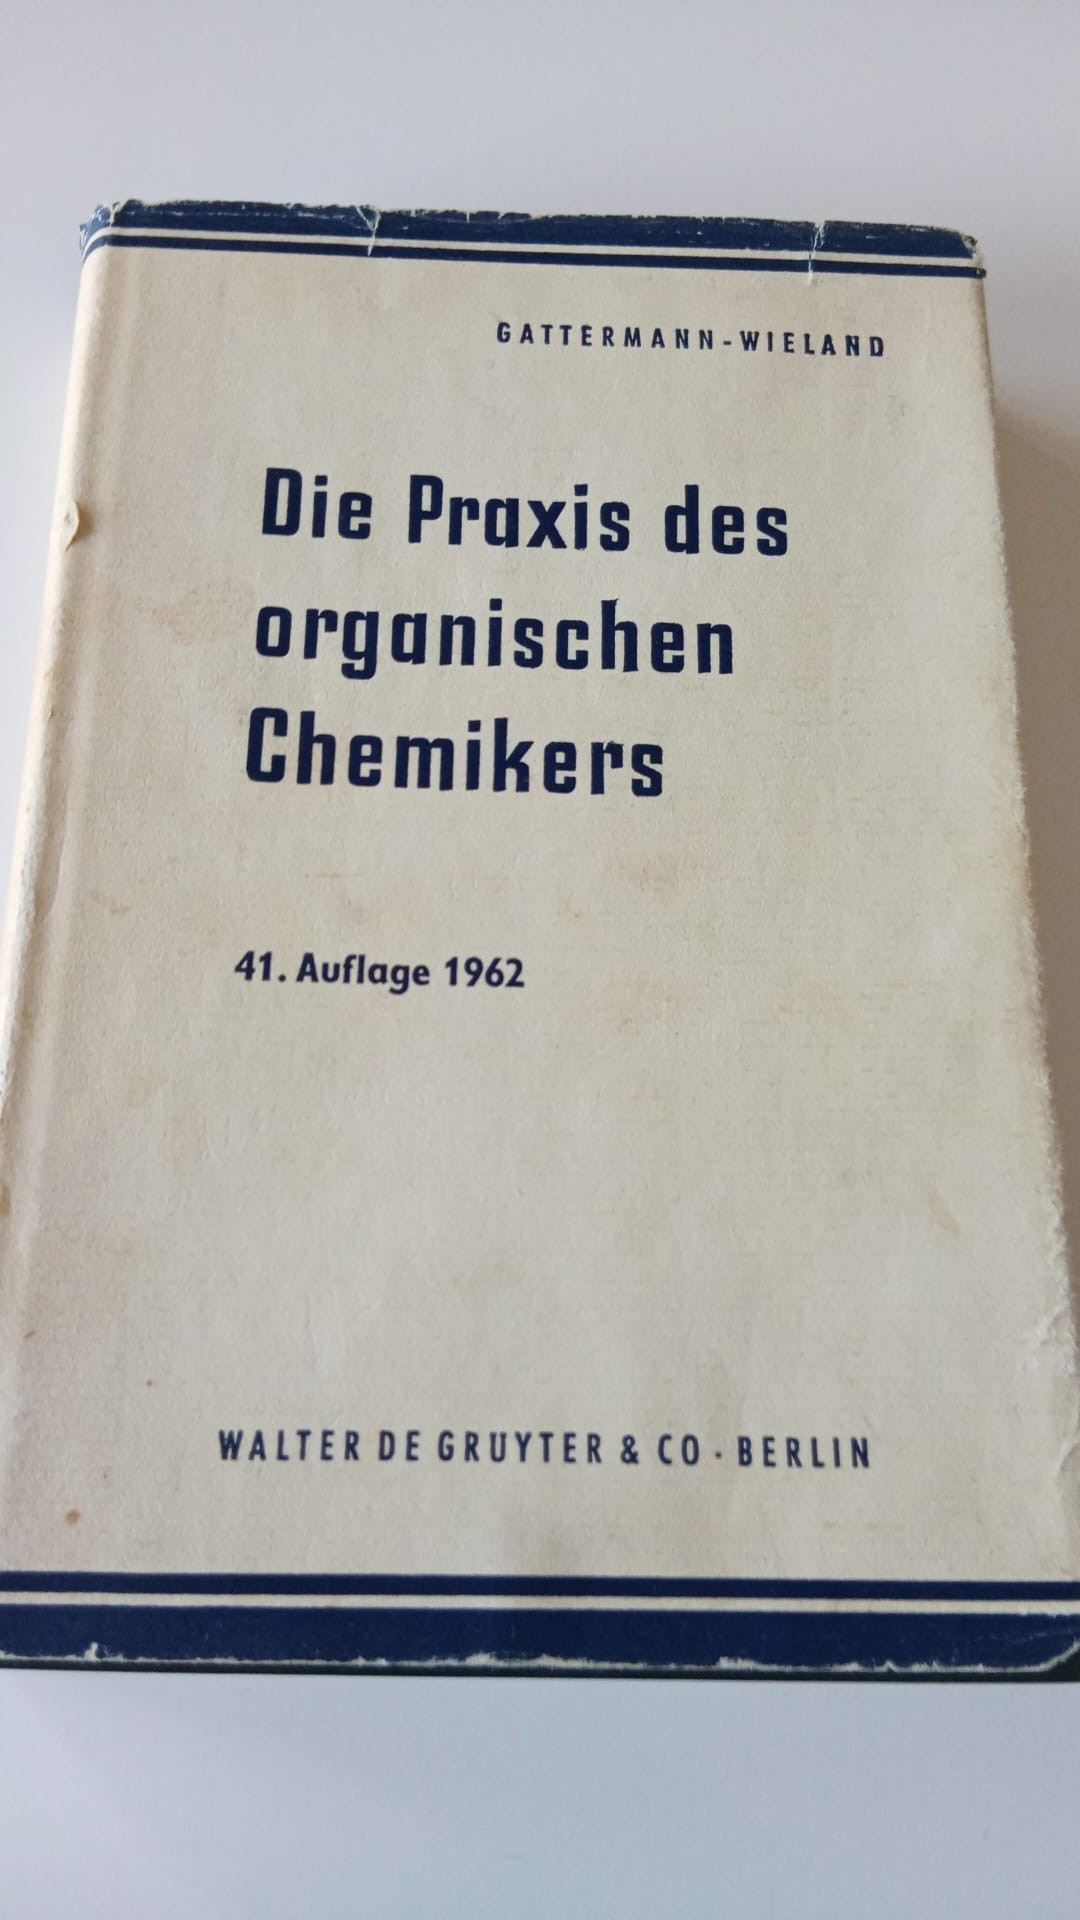 GATTERMANN-WIELAND
Die Praxis des
organischen
Chemikers
41. Auflage 1962
WALTER DE GRUYTER & CO · BERLIN